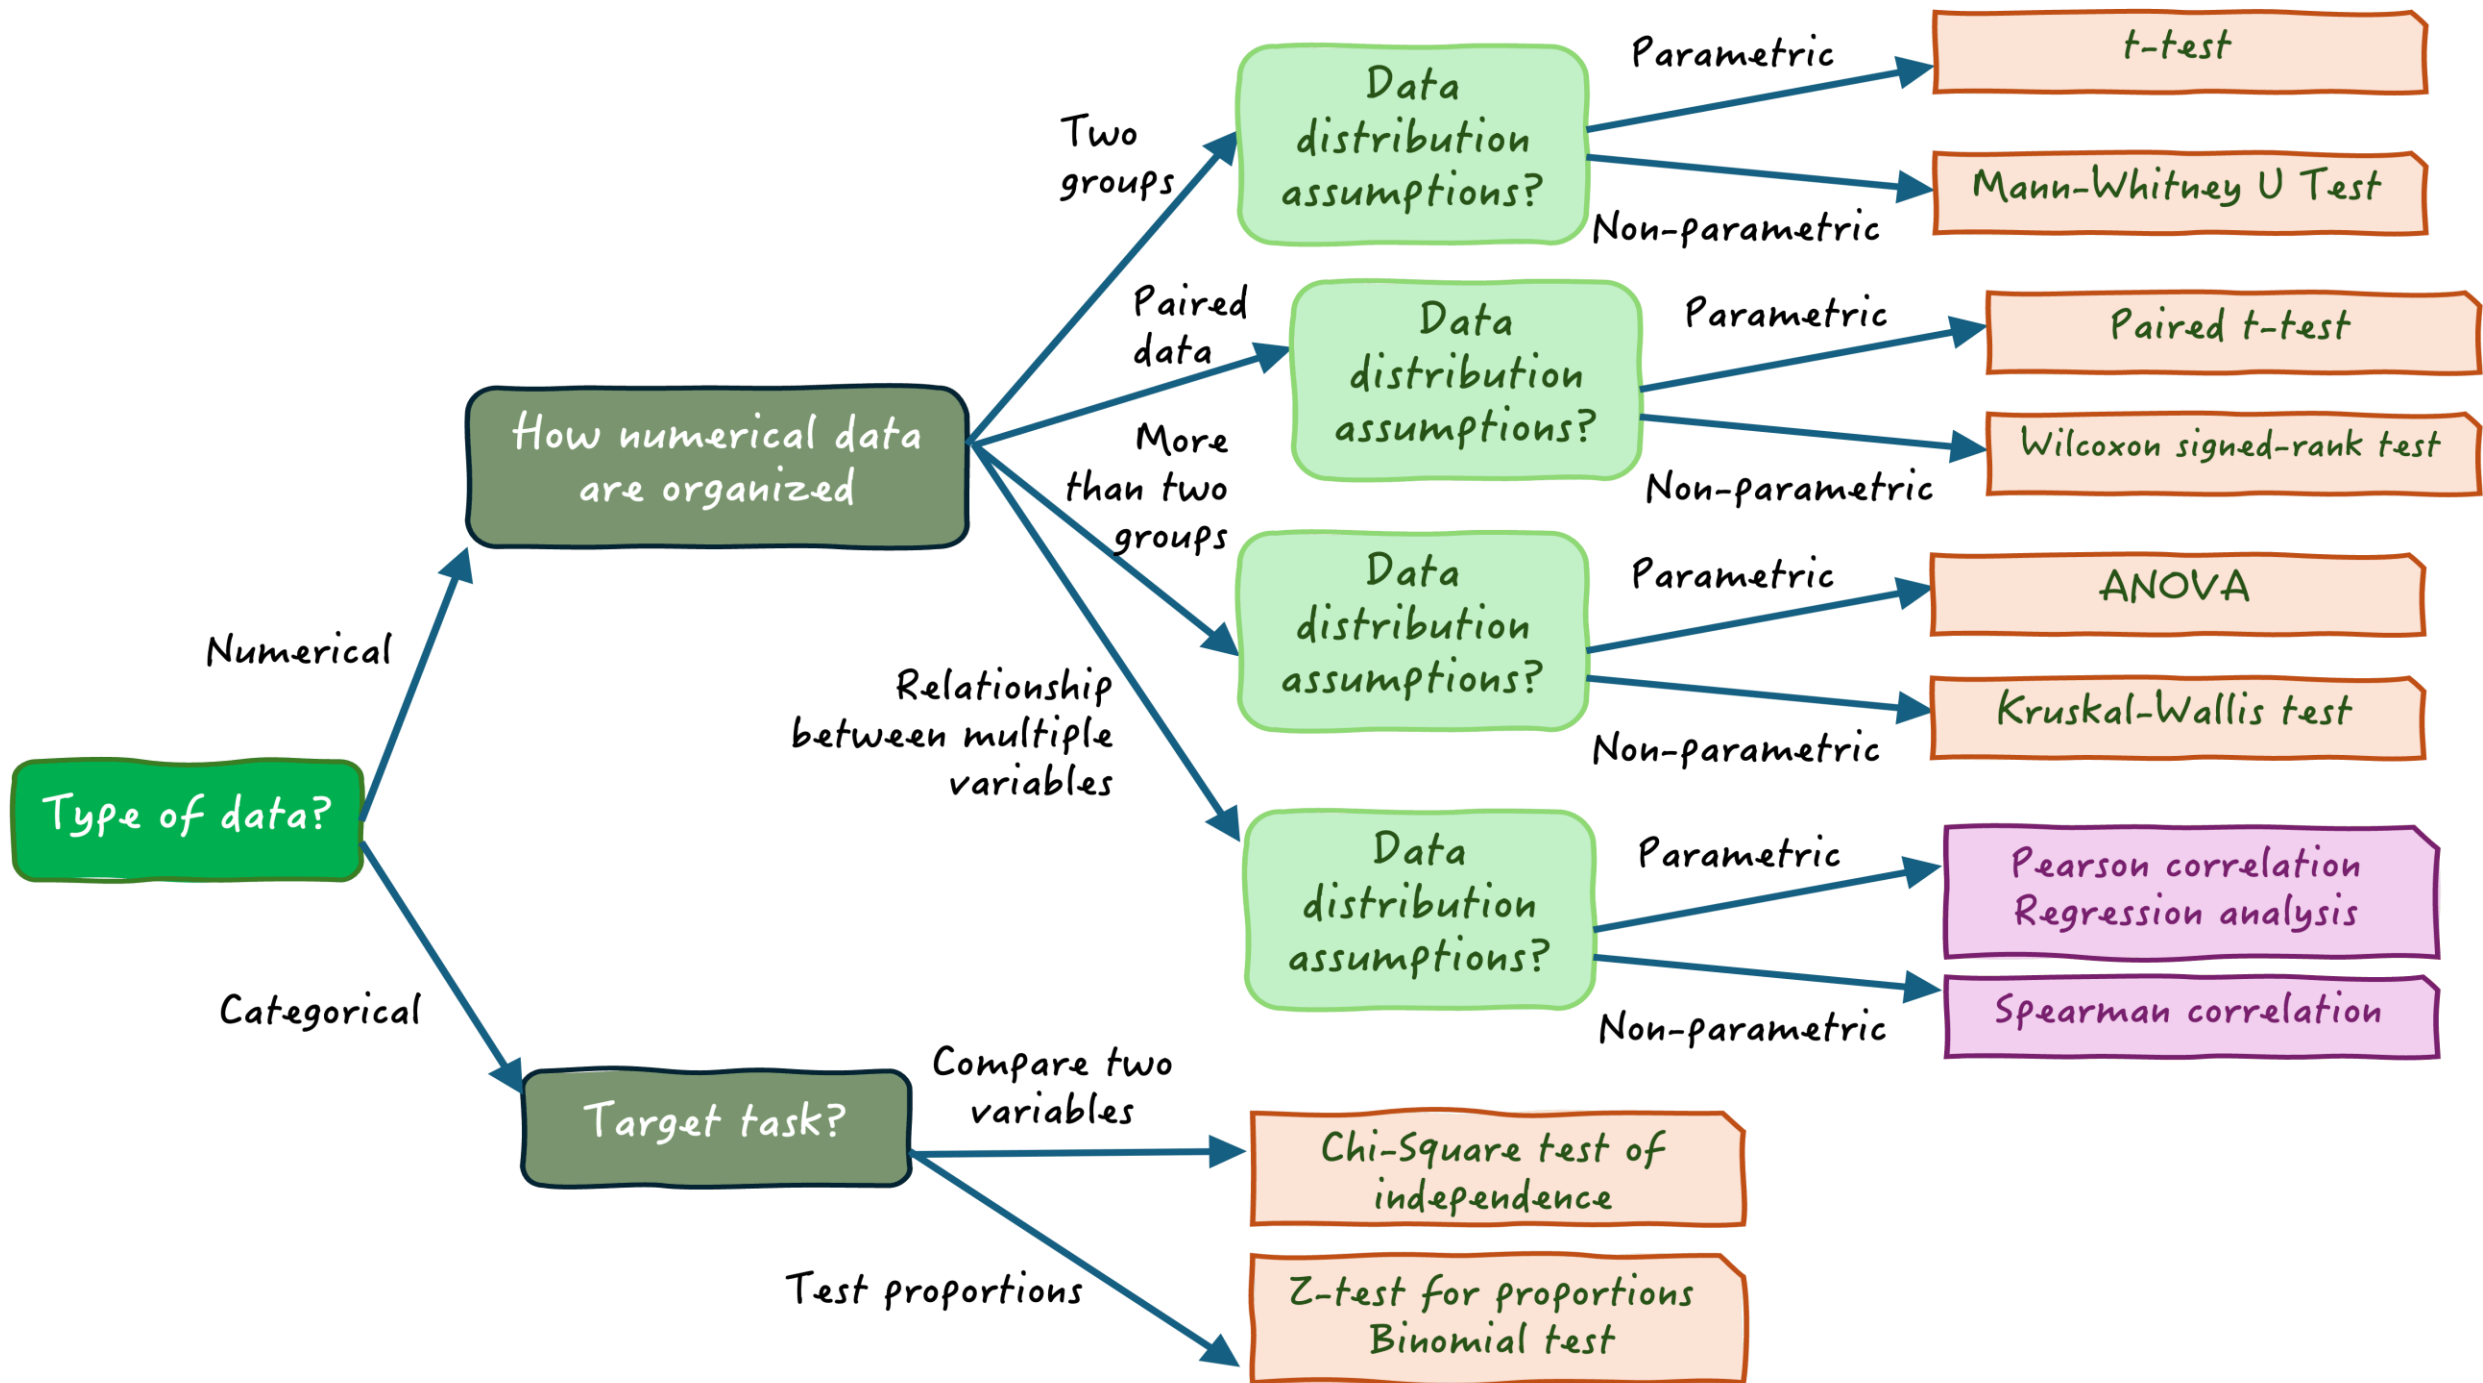 Type of data?
Numerical
Categorical
How numerical data
are organized
Two
groups
Paired
data
More
than two
groups
Relationship
between multiple
variables
Data
distribution
assumptions?
Parametric
Non-parametric
t-test
Mann-Whitney U Test
Data
distribution
assumptions?
Parametric
Non-parametric
Paired t-test
Wilcoxon signed-rank test
Data
distribution
assumptions?
Parametric
Non-parametric
ANOVA
Kruskal-Wallis test
Data
distribution
assumptions?
Parametric
Non-parametric
Pearson correlation
Regression analysis
Spearman correlation
Target task?
Compare two
variables
Test proportions
Chi-Square test of
independence
Z-test for proportions
Binomial test